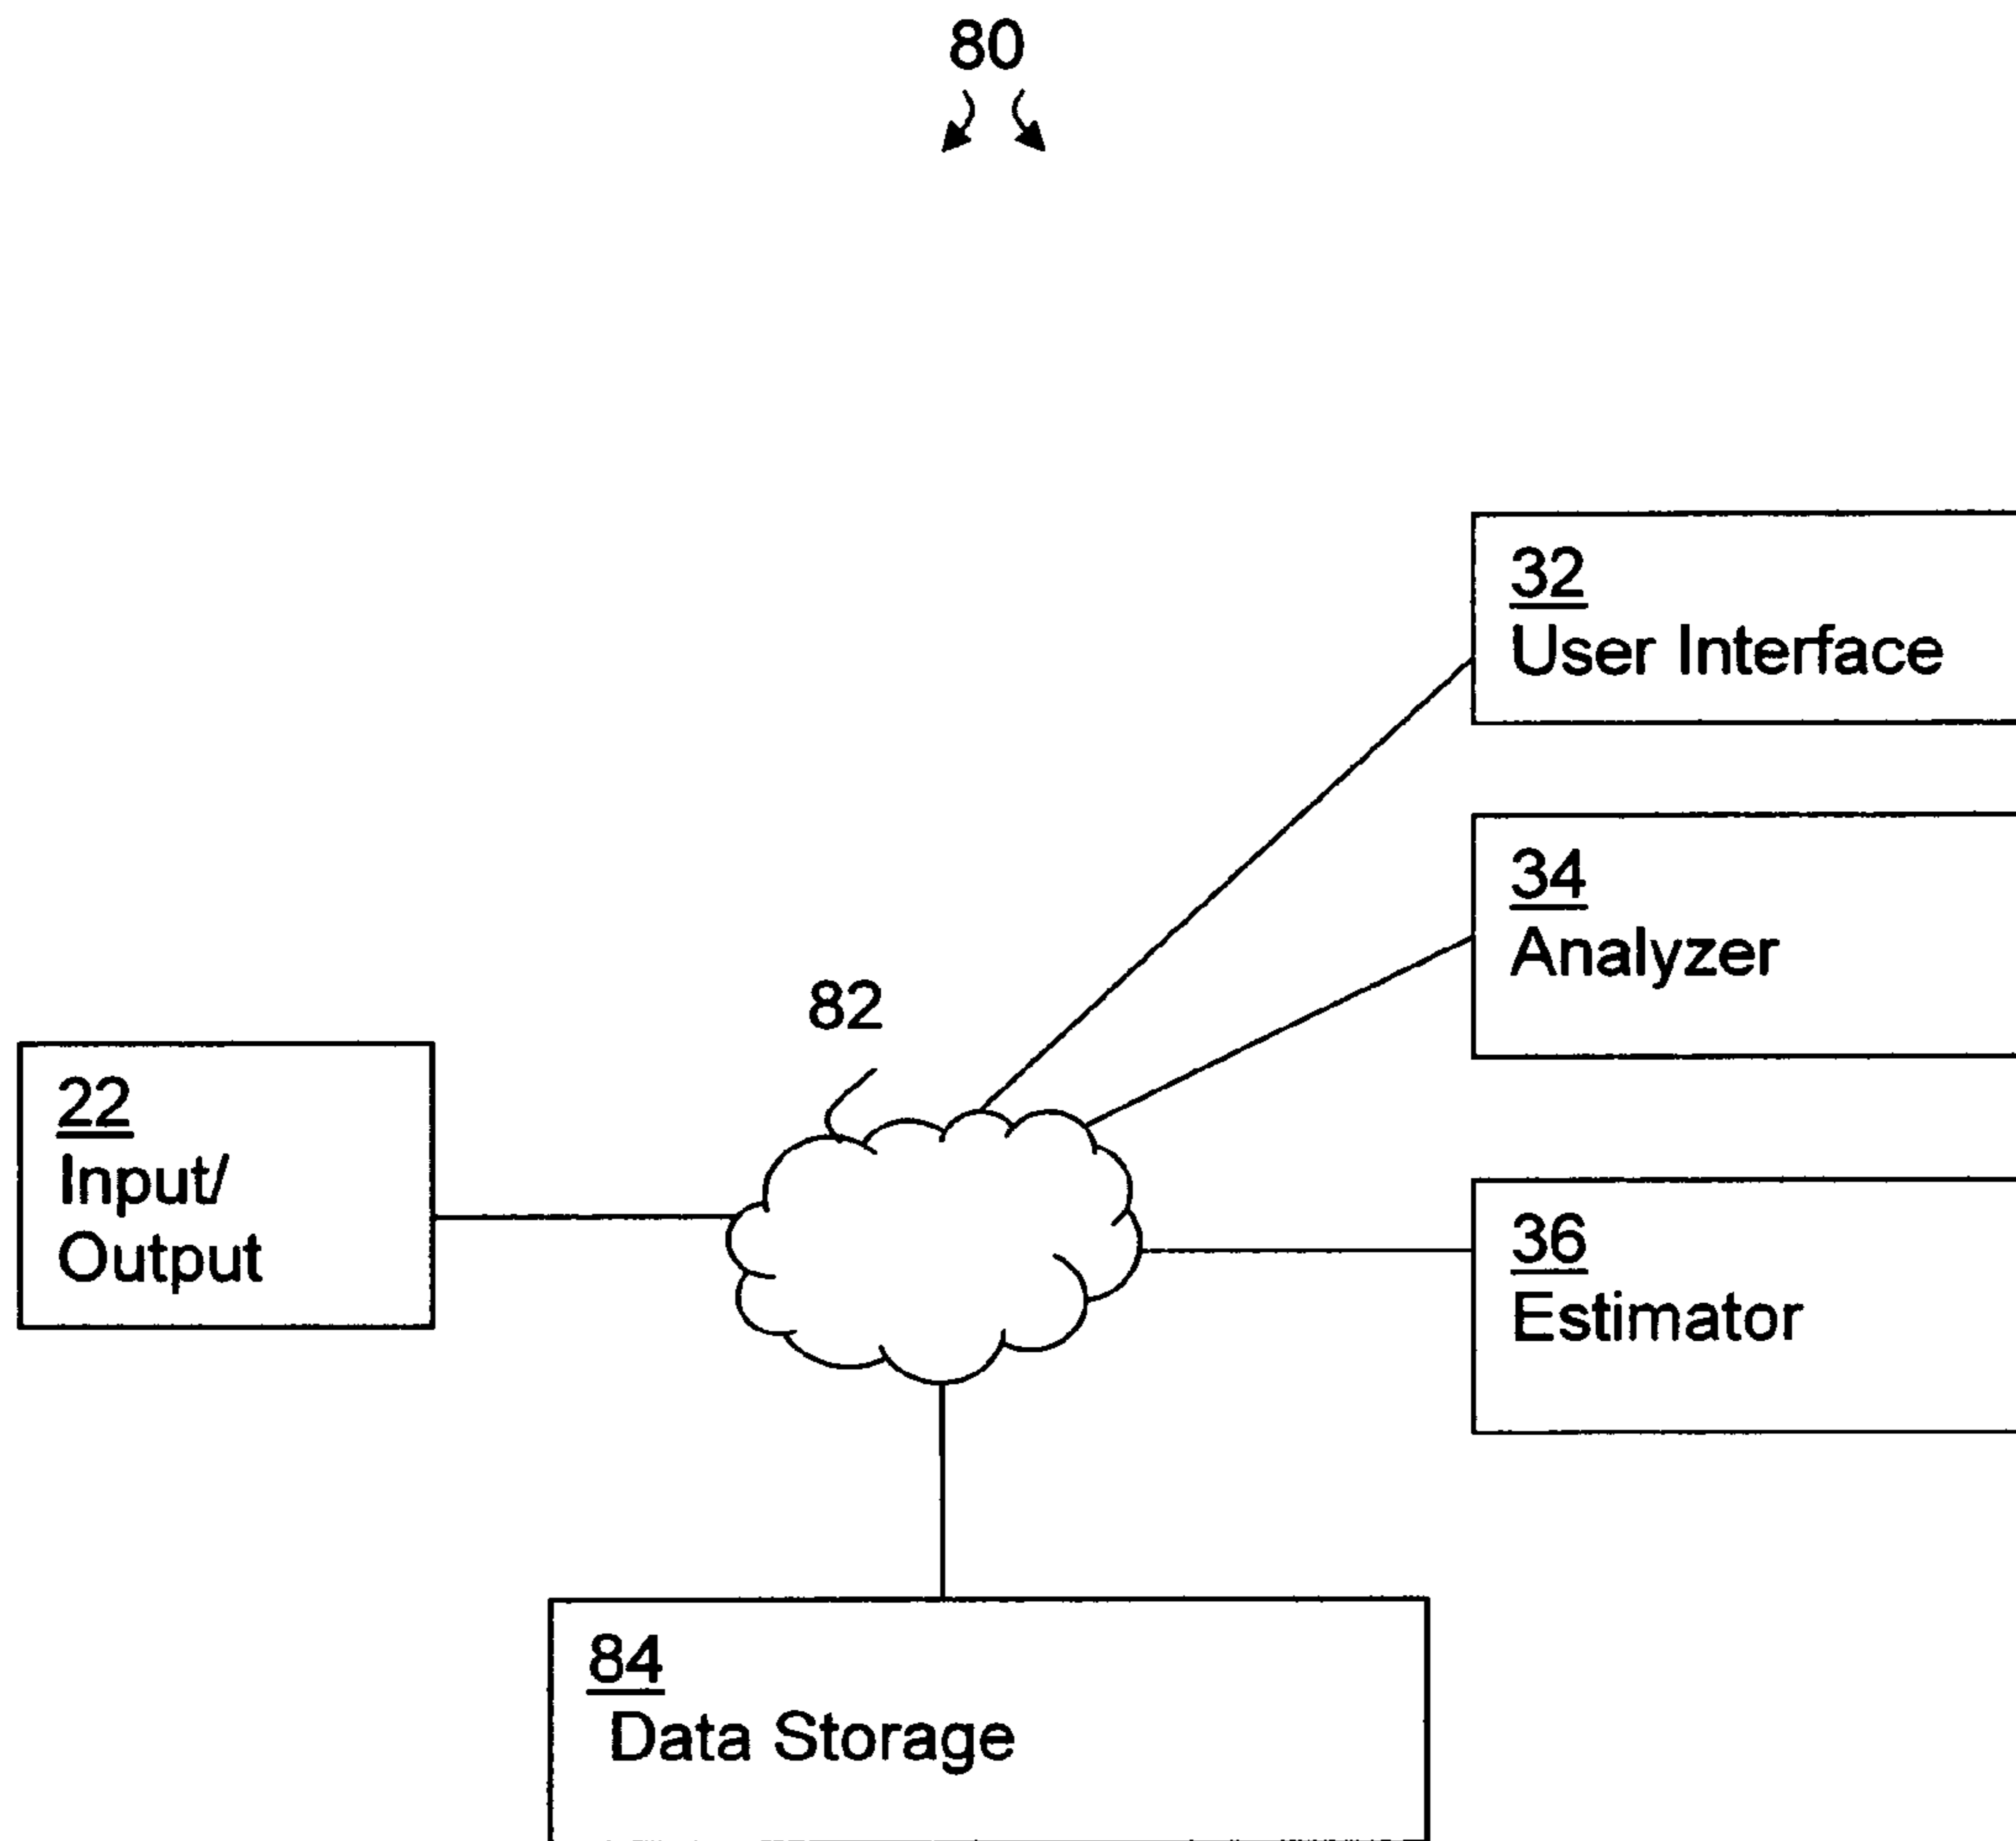 80
32
User Interface
34
Analyzer
82
22
Input/
Output
36
Estimator
84
Data Storage